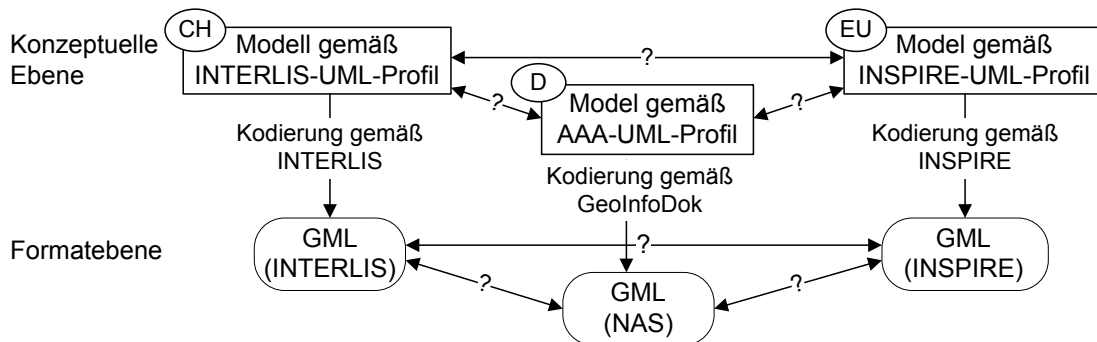 Konzeptuelle
Ebene
CH
Modell gemäß
INTERLIS-UML-Profil
?
EU
Model gemäß
INSPIRE-UML-Profil
?
D
Model gemäß
AAA-UML-Profil
?
Kodierung gemäß
INTERLIS
Kodierung gemäß
GeoInfoDok
Kodierung gemäß
INSPIRE
Formatebene
GML
(INTERLIS)
?
GML
(INSPIRE)
?
GML
(NAS)
?